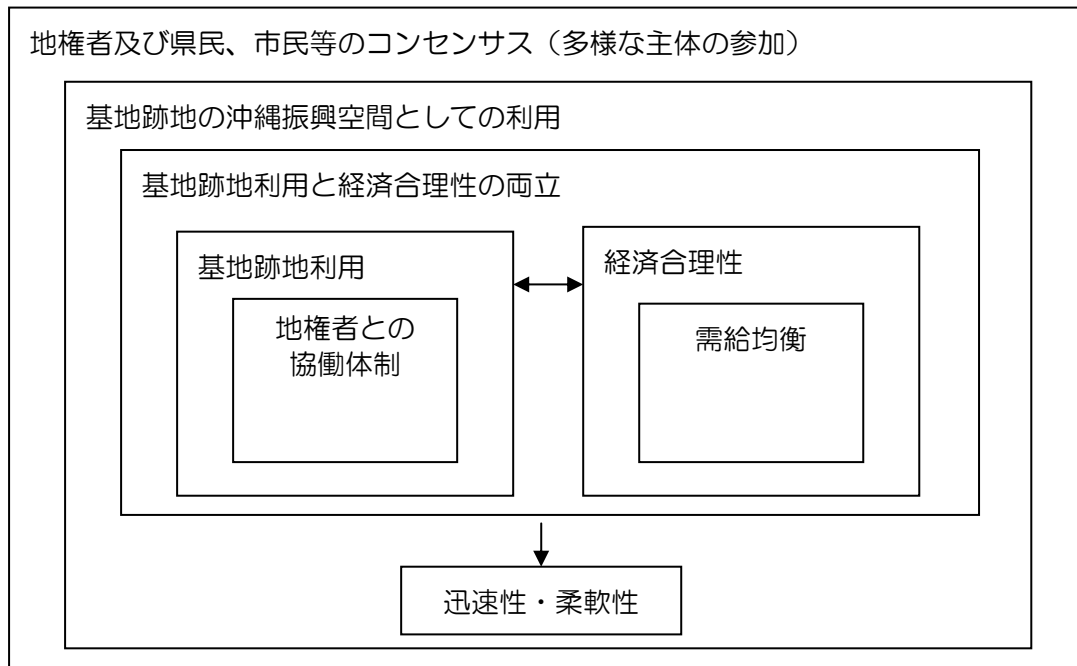 地権者及び県民、市民等のコンセンサス（多様な主体の参加）
基地跡地の沖縄振興空間としての利用
基地跡地利用と経済合理性の両立
基地跡地利用
経済合理性
地権者との
協働体制
需給均衡
迅速性・柔軟性